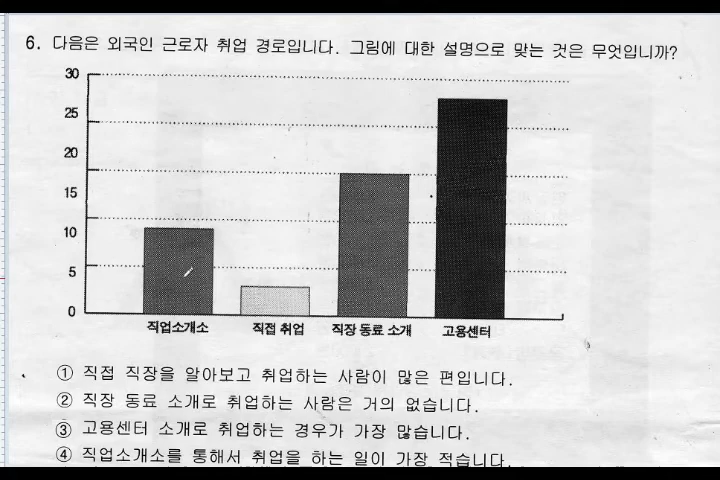 6. 다음은 외국인 근로자 취업 경로입니다. 그림에 대한 설명으로 맞는 것은 무엇입니까?
30
25
20
15
10
5
0
직업소개소 직접 취업 직장 동료 소개 고용센터
① 직접 직장을 알아보고 취업하는 사람이 많은 편입니다.
② 직장 동료 소개로 취업하는 사람은 거의 없습니다.
③ 고용센터 소개로 취업하는 경우가 가장 많습니다.
④ 직업소개소를 통해서 취업을 하는 일이 가장 적습니다.